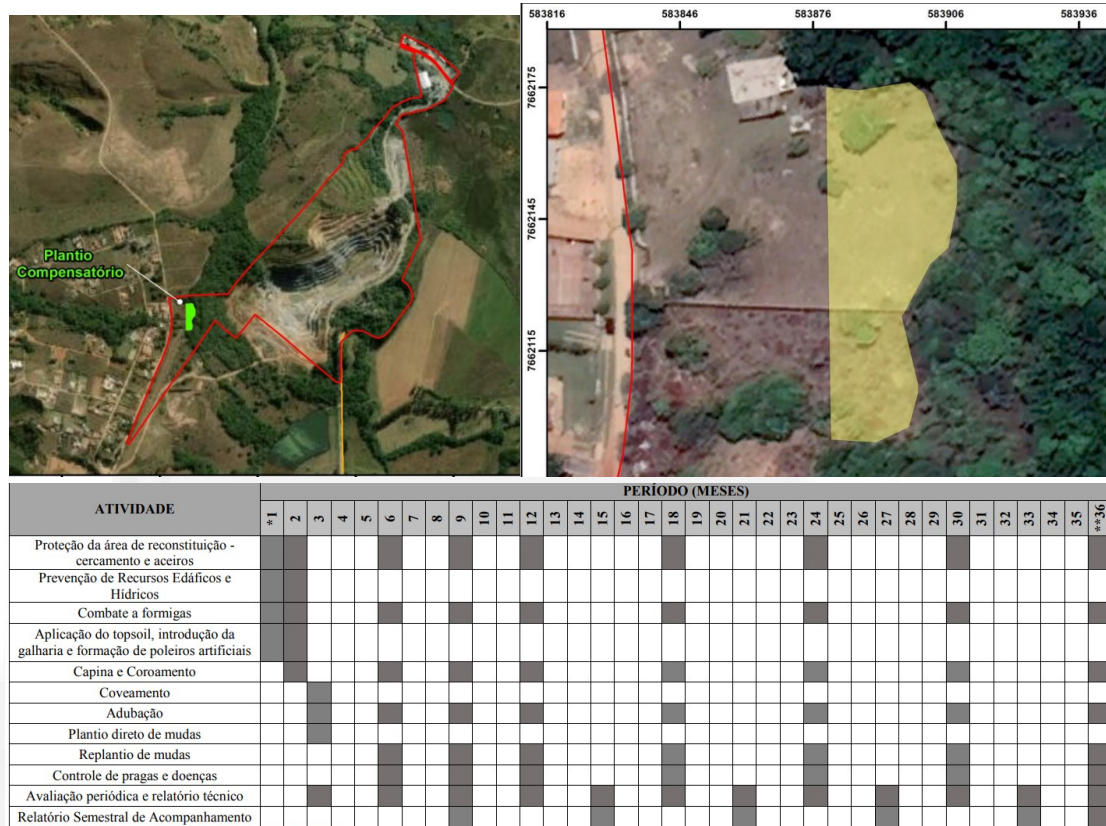 583816 583846 583876 583906 583936
7662175
7662145
7662115
Plantio
Compensatório
ATIVIDADE
PERÍODO (MESES)
*1 2 3 4 5 6 7 8 9 10 11 12 13 14 15 16 17 18 19 20 21 22 23 24 25 26 27 28 29 30 31 32 33 34 35 **36
Proteção da área de reconstituição -
cercamento e aceiros
Prevenção de Recursos Edáficos e
Hídricos
Combate a formigas
Aplicação do topsoil, introdução da
galharia e formação de poleiros artificiais
Capina e Coroamento
Coveamento
Adubação
Plantio direto de mudas
Replantio de mudas
Controle de pragas e doenças
Avaliação periódica e relatório técnico
Relatório Semestral de Acompanhamento